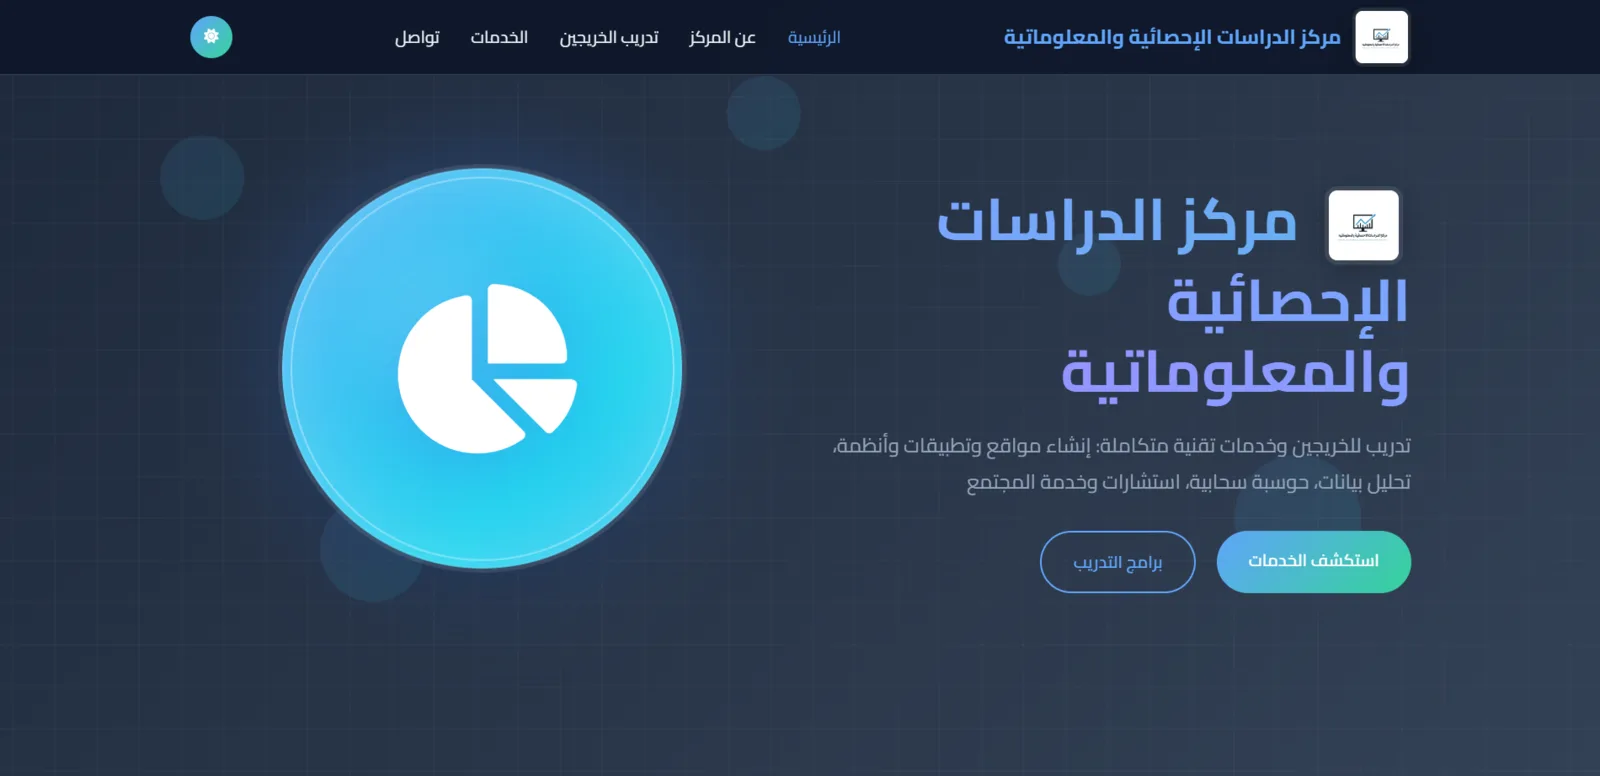 مركز الدراسات الإحصائية والمعلوماتية
الرئيسية
عن المركز
تدريب الخريجين
الخدمات
تواصل
مركز الدراسات
الإحصائية
والمعلوماتية
تدريب للخريجين وخدمات تقنية متكاملة: إنشاء مواقع وتطبيقات وأنظمة،
تحليل بيانات، حوسبة سحابية، استشارات وخدمة المجتمع
استكشف الخدمات
برامج التدريب